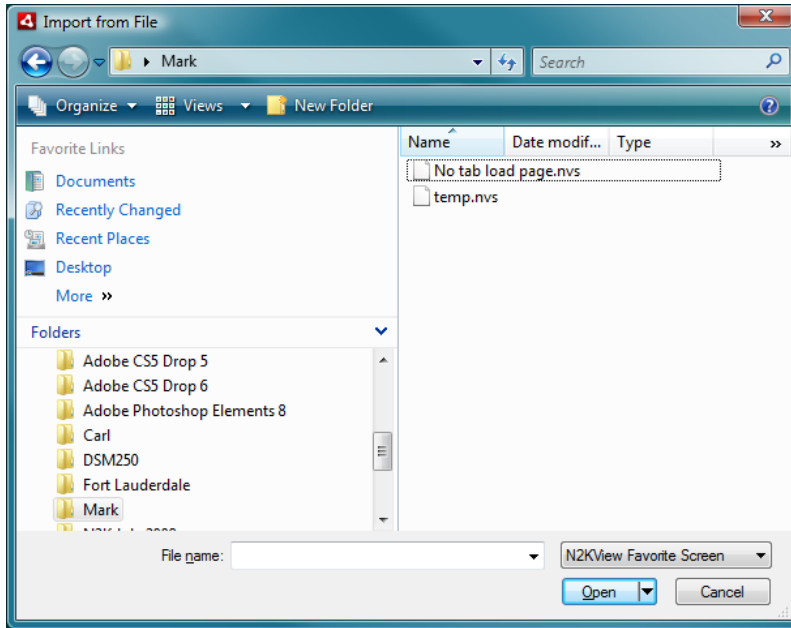 Import from File
Mark
Search
Organize Views New Folder
Favorite Links
Documents
Recently Changed
Recent Places
Desktop
More »
Folders
Adobe CS5 Drop 5
Adobe CS5 Drop 6
Adobe Photoshop Elements 8
Carl
DSM250
Fort Lauderdale
Mark
Name Date modif... Type »
No tab load page.nvs
temp.nvs
File name: N2KView Favorite Screen
Open Cancel